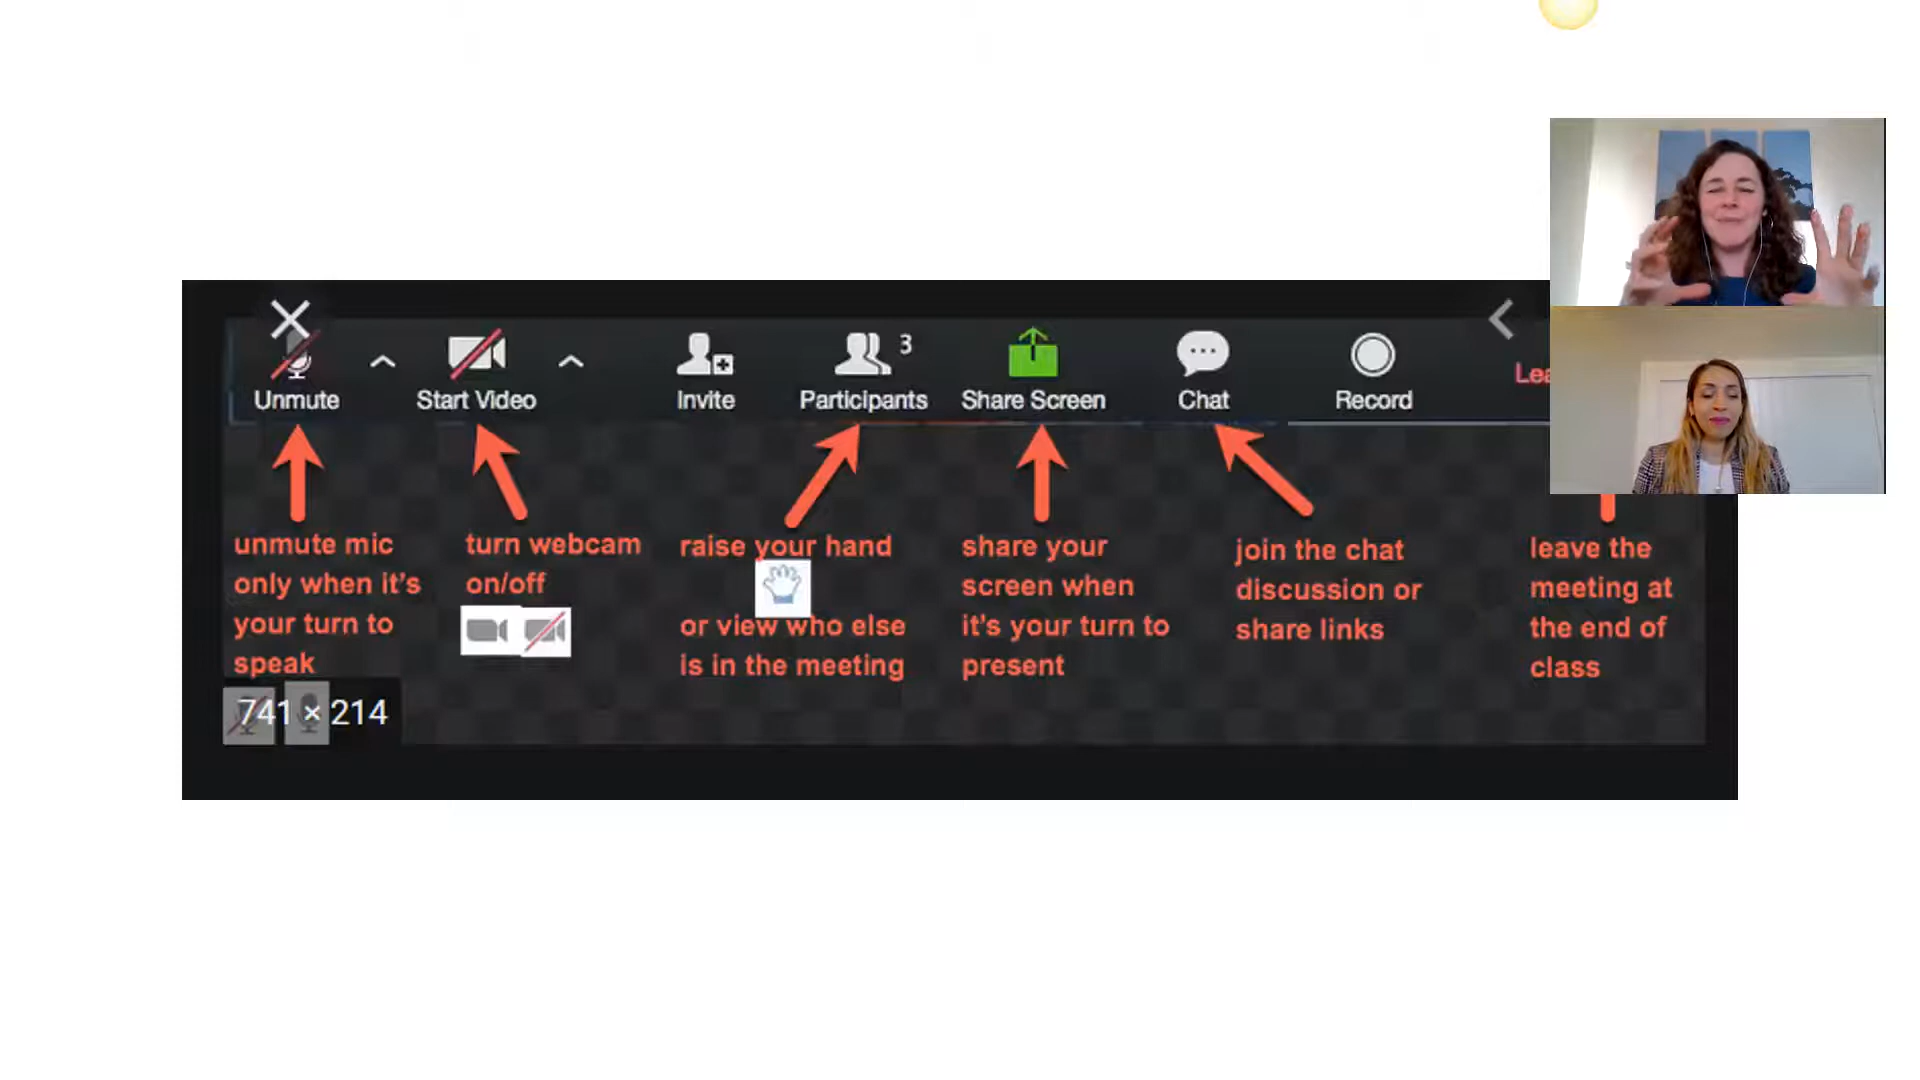 3
Unmute
Start Video
Invite
Participants
Share Screen
Chat
Record
unmute mic
only when it's
your turn to
speak
turn webcam
on/off
raise your hand
or view who else
is in the meeting
share your
screen when
it's your turn to
present
join the chat
discussion or
share links
leave the
meeting at
the end of
class
741 × 214